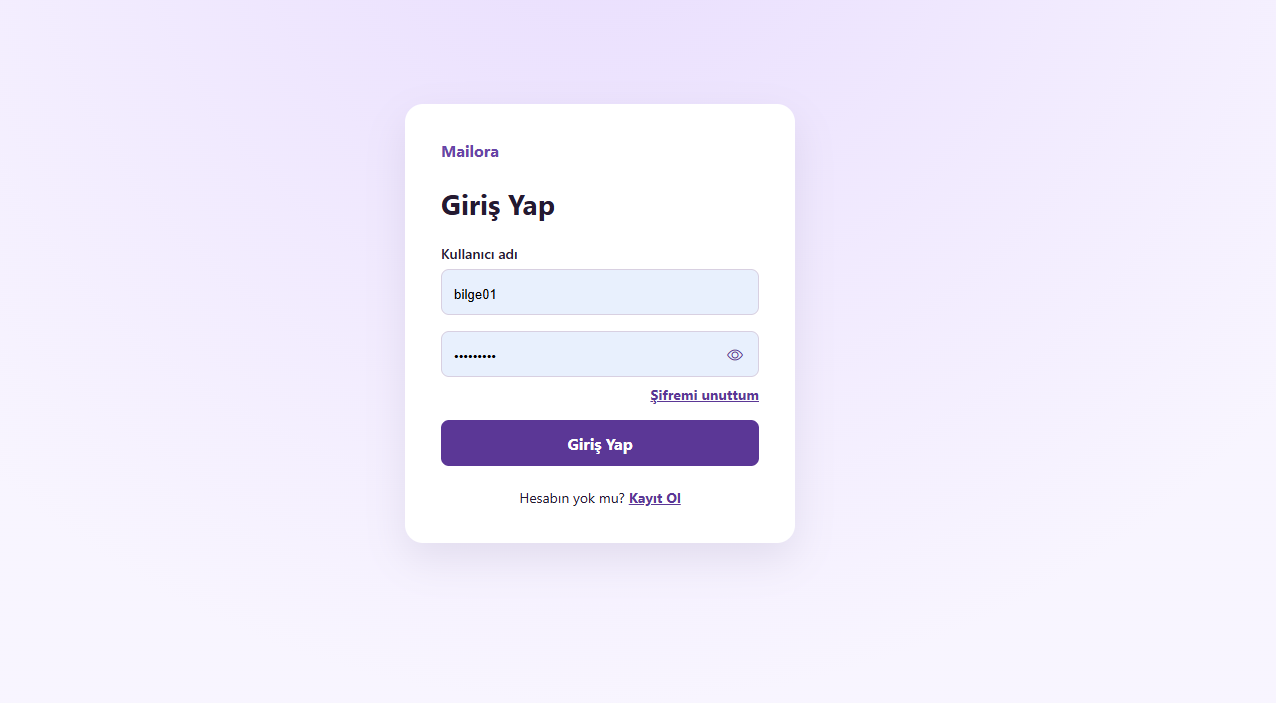 Mailora
Giriş Yap
Kullanıcı adı
bilge01
•••••••••
Şifremi unuttum
Giriş Yap
Hesabın yok mu? Kayıt Ol